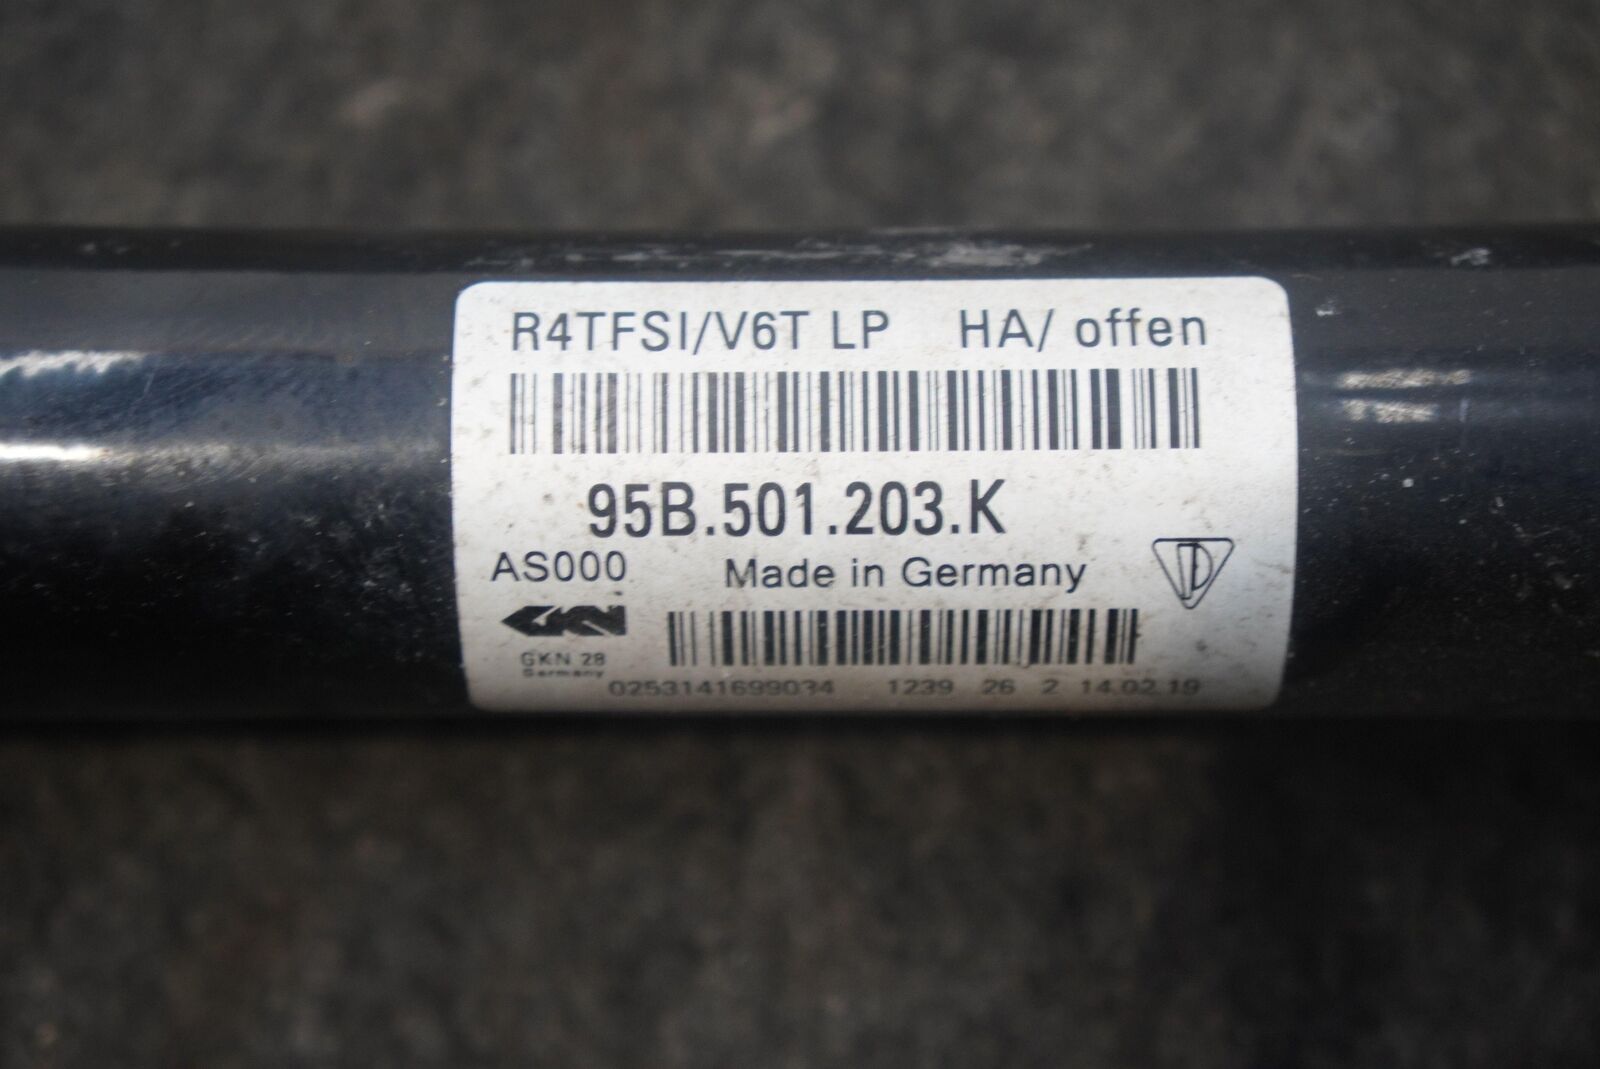 R4TFSI/V6T LP HA/ offen
95B.501.203.K
AS000 Made in Germany
GKN
GKN 28
Germany
0253141699034 1239 26 2 14.02.19